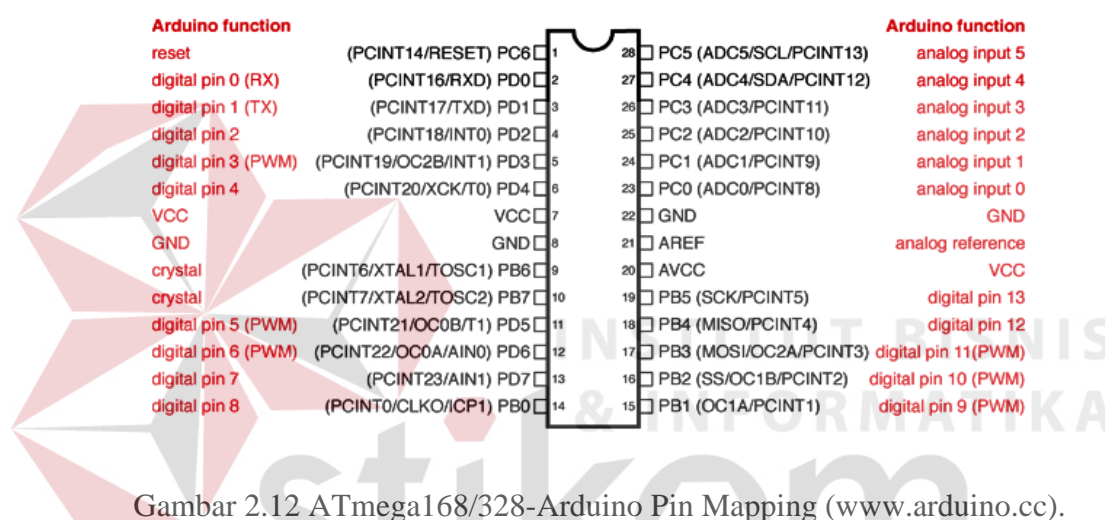 Arduino function Arduino function
reset (PCINT14/RESET) PC6 1 28 PC5 (ADC5/SCL/PCINT13) analog input 5
digital pin 0 (RX) (PCINT16/RXD) PD0 2 27 PC4 (ADC4/SDA/PCINT12) analog input 4
digital pin 1 (TX) (PCINT17/TXD) PD1 3 26 PC3 (ADC3/PCINT11) analog input 3
digital pin 2 (PCINT18/INT0) PD2 4 25 PC2 (ADC2/PCINT10) analog input 2
digital pin 3 (PWM) (PCINT19/OC2B/INT1) PD3 5 24 PC1 (ADC1/PCINT9) analog input 1
digital pin 4 (PCINT20/XCK/T0) PD4 6 23 PC0 (ADC0/PCINT8) analog input 0
VCC VCC 7 22 GND GND
GND GND 8 21 AREF analog reference
crystal (PCINT6/XTAL1/TOSC1) PB6 9 20 AVCC VCC
crystal (PCINT7/XTAL2/TOSC2) PB7 10 19 PB5 (SCK/PCINT5) digital pin 13
digital pin 5 (PWM) (PCINT21/OC0B/T1) PD5 11 18 PB4 (MISO/PCINT4) digital pin 12
digital pin 6 (PWM) (PCINT22/OC0A/AIN0) PD6 12 17 PB3 (MOSI/OC2A/PCINT3) digital pin 11(PWM)
digital pin 7 (PCINT23/AIN1) PD7 13 16 PB2 (SS/OC1B/PCINT2) digital pin 10 (PWM)
digital pin 8 (PCINT0/CLKO/ICP1) PB0 14 15 PB1 (OC1A/PCINT1) digital pin 9 (PWM)
BISNIS
& INFORMATIKA
stikom
Gambar 2.12 ATmega168/328-Arduino Pin Mapping (www.arduino.cc).